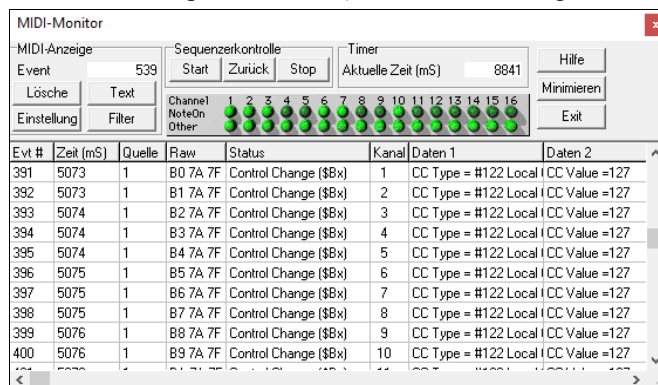 MIDI-Monitor x
MIDI-Anzeige Sequenzerkontrolle Timer
Event 539 Start Zurück Stop Aktuelle Zeit (mS) 8841 Hilfe
Lösche Text Minimieren
Einstellung Filter Exit
Channel 1 2 3 4 5 6 7 8 9 10 11 12 13 14 15 16
NoteOn
Other
Evt # Zeit (mS) Quelle Raw Status Kanal Daten 1 Daten 2
391 5073 1 B0 7A 7F Control Change ($Bx) 1 CC Type = #122 Local CC Value =127
392 5073 1 B1 7A 7F Control Change ($Bx) 2 CC Type = #122 Local CC Value =127
393 5074 1 B2 7A 7F Control Change ($Bx) 3 CC Type = #122 Local CC Value =127
394 5074 1 B3 7A 7F Control Change ($Bx) 4 CC Type = #122 Local CC Value =127
395 5074 1 B4 7A 7F Control Change ($Bx) 5 CC Type = #122 Local CC Value =127
396 5075 1 B5 7A 7F Control Change ($Bx) 6 CC Type = #122 Local CC Value =127
397 5075 1 B6 7A 7F Control Change ($Bx) 7 CC Type = #122 Local CC Value =127
398 5075 1 B7 7A 7F Control Change ($Bx) 8 CC Type = #122 Local CC Value =127
399 5076 1 B8 7A 7F Control Change ($Bx) 9 CC Type = #122 Local CC Value =127
400 5076 1 B9 7A 7F Control Change ($Bx) 10 CC Type = #122 Local CC Value =127